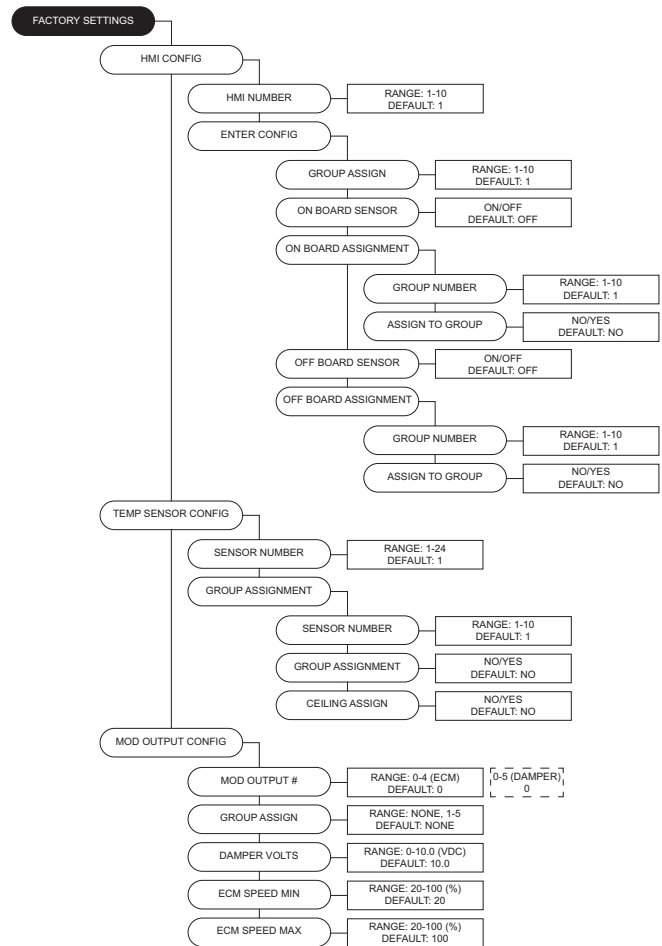 FACTORY SETTINGS
HMI CONFIG
HMI NUMBER
RANGE: 1-10
DEFAULT: 1
ENTER CONFIG
GROUP ASSIGN
RANGE: 1-10
DEFAULT: 1
ON BOARD SENSOR
ON/OFF
DEFAULT: OFF
ON BOARD ASSIGNMENT
GROUP NUMBER
RANGE: 1-10
DEFAULT: 1
ASSIGN TO GROUP
NO/YES
DEFAULT: NO
OFF BOARD SENSOR
ON/OFF
DEFAULT: OFF
OFF BOARD ASSIGNMENT
GROUP NUMBER
RANGE: 1-10
DEFAULT: 1
ASSIGN TO GROUP
NO/YES
DEFAULT: NO
TEMP SENSOR CONFIG
SENSOR NUMBER
RANGE: 1-24
DEFAULT: 1
GROUP ASSIGNMENT
SENSOR NUMBER
RANGE: 1-10
DEFAULT: 1
GROUP ASSIGNMENT
NO/YES
DEFAULT: NO
CEILING ASSIGN
NO/YES
DEFAULT: NO
MOD OUTPUT CONFIG
MOD OUTPUT #
RANGE: 0-4 (ECM)
DEFAULT: 0
0-5 (DAMPER)
0
GROUP ASSIGN
RANGE: NONE, 1-5
DEFAULT: NONE
DAMPER VOLTS
RANGE: 0-10.0 (VDC)
DEFAULT: 10.0
ECM SPEED MIN
RANGE: 20-100 (%)
DEFAULT: 20
ECM SPEED MAX
RANGE: 20-100 (%)
DEFAULT: 100